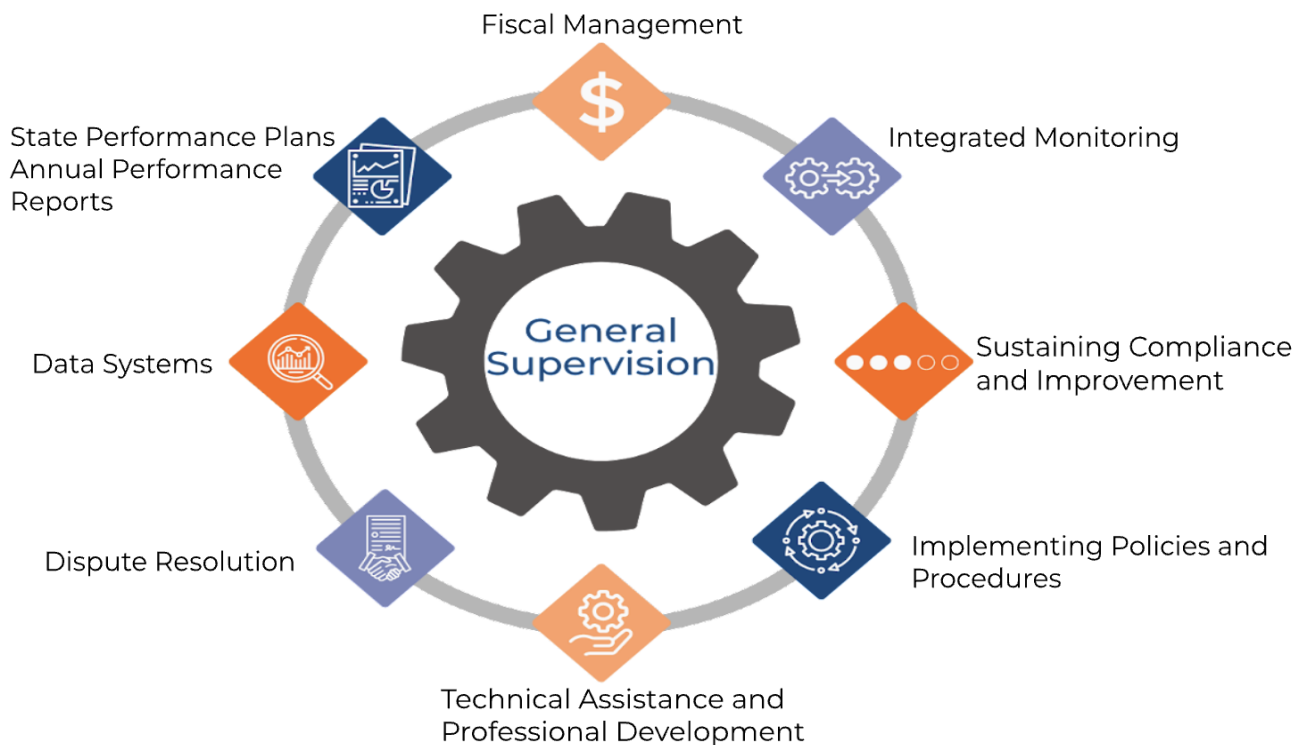 Fiscal Management
$
Integrated Monitoring
Sustaining Compliance
and Improvement
Implementing Policies and
Procedures
Technical Assistance and
Professional Development
Dispute Resolution
Data Systems
State Performance Plans
Annual Performance
Reports
General
Supervision